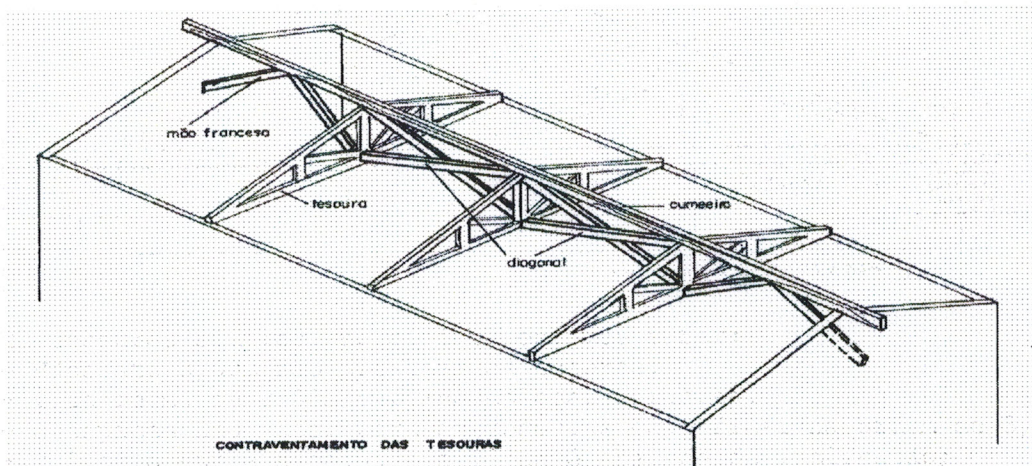 mão francesa
tesoura
cumeeira
diagonal
CONTRAVENTAMENTO DAS TESOURAS